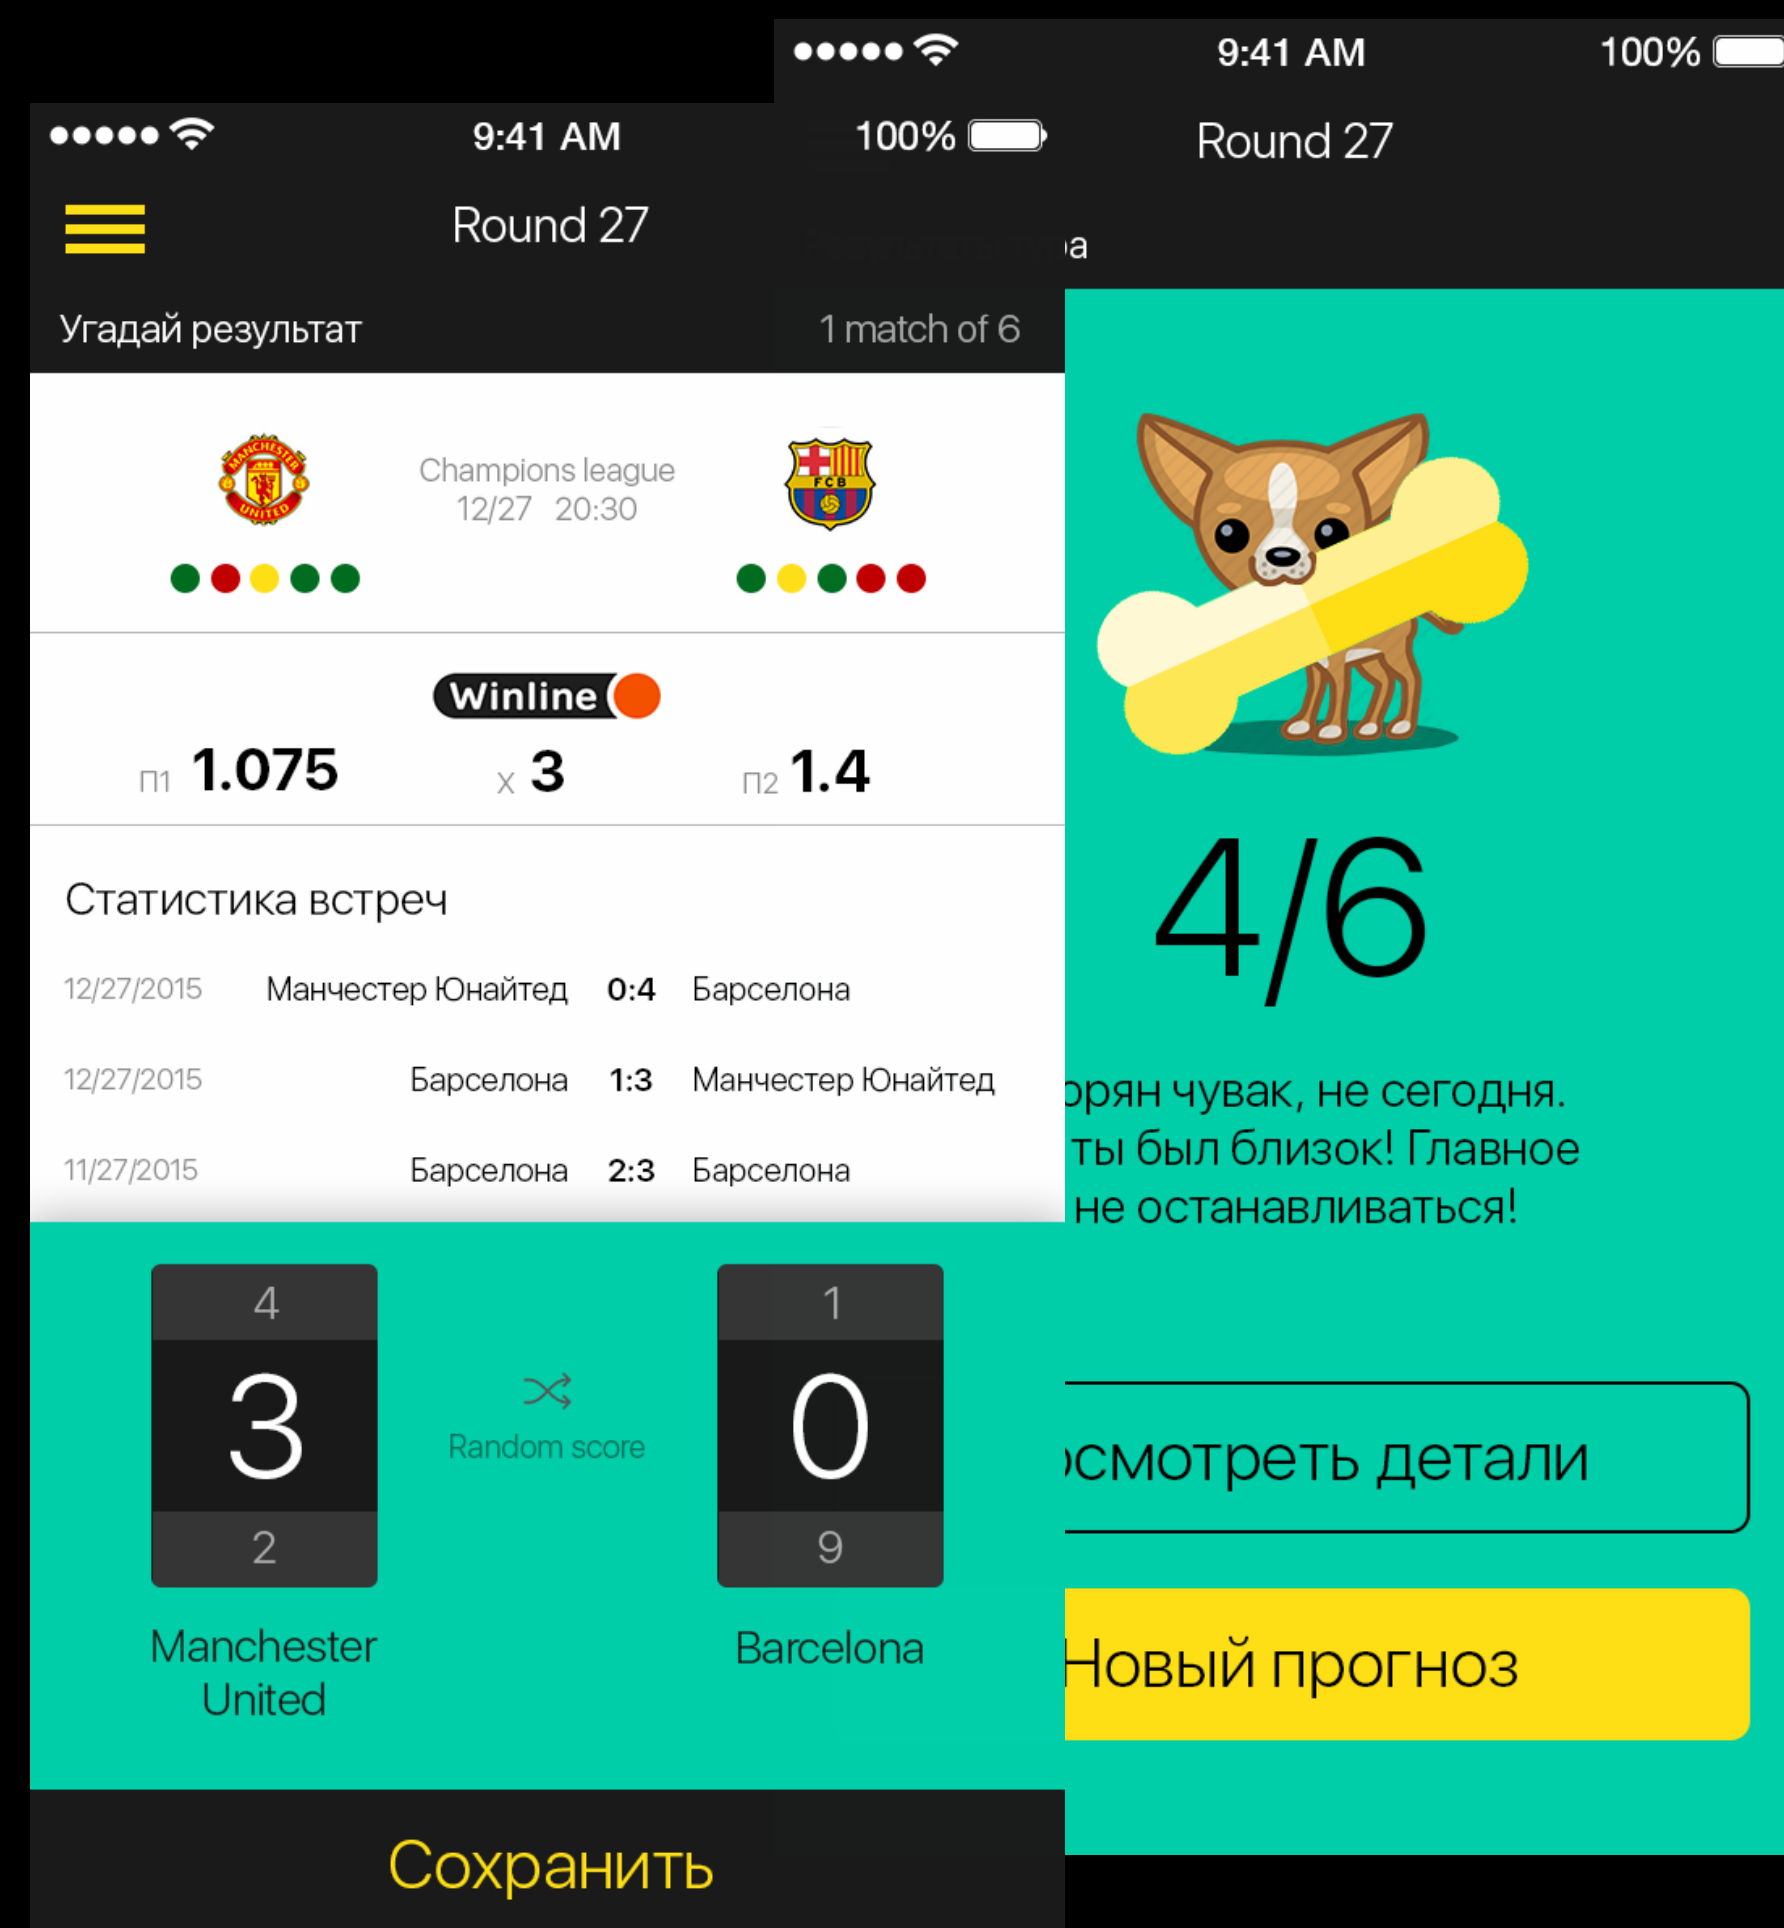 9:41 AM
100%
Round 27
Угадай результат
1 match of 6
MANCHESTER
UNITED
Champions league
12/27 20:30
FCB
Winline
П1 1.075
X 3
П2 1.4
Статистика встреч
12/27/2015 Манчестер Юнайтед 0:4 Барселона
12/27/2015 Барселона 1:3 Манчестер Юнайтед
11/27/2015 Барселона 2:3 Барселона
4
3
2
Random score
1
0
9
Manchester
United
Barcelona
Сохранить
9:41 AM
100%
Round 27
а
4/6
орян чувак, не сегодня.
ты был близок! Главное
не останавливаться!
осмотреть детали
Новый прогноз